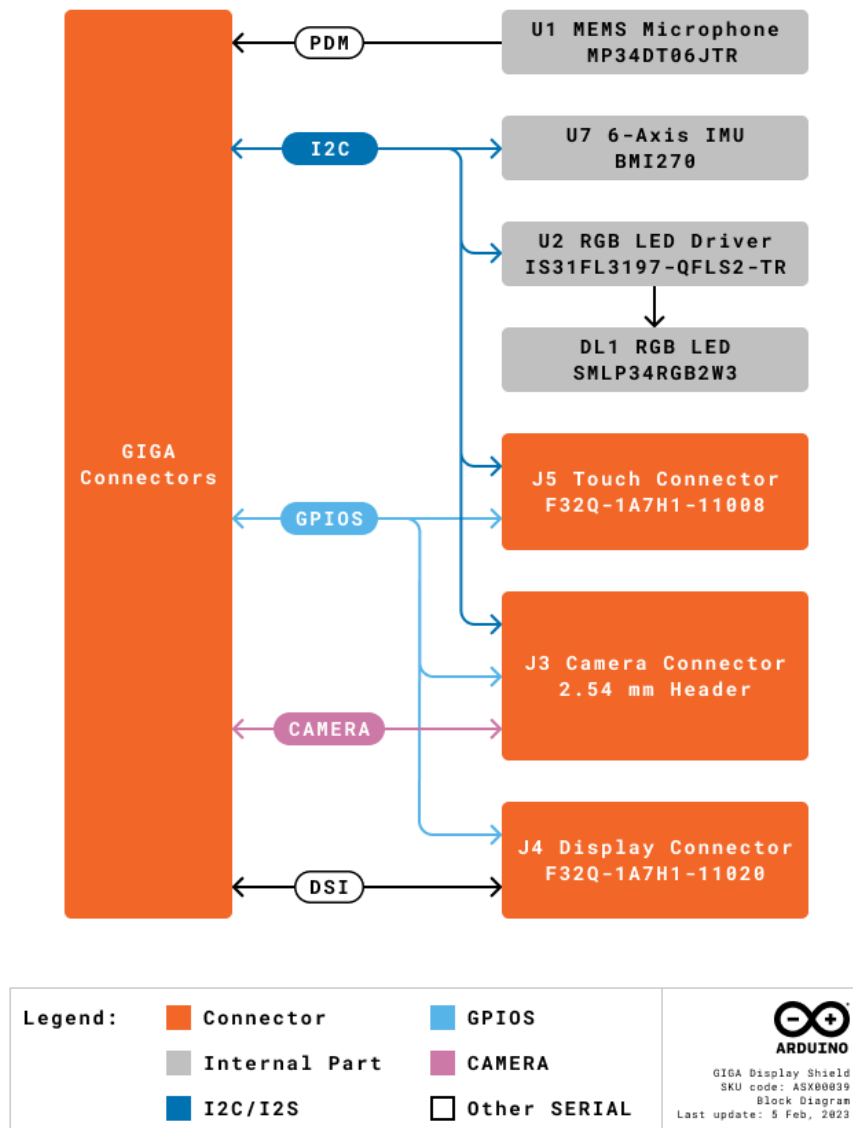 PDM
U1 MEMS Microphone
MP34DT06JTR
I2C
U7 6-Axis IMU
BMI270
U2 RGB LED Driver
IS31FL3197-QFLS2-TR
DL1 RGB LED
SMLP34RGB2W3
GIGA
Connectors
J5 Touch Connector
F32Q-1A7H1-11008
GPIOS
J3 Camera Connector
2.54 mm Header
CAMERA
J4 Display Connector
F32Q-1A7H1-11020
DSI
Legend:
Connector
GPIOS
Internal Part
CAMERA
I2C/I2S
Other SERIAL
ARDUINO
GIGA Display Shield
SKU code: ASX00039
Block Diagram
Last update: 5 Feb, 2023